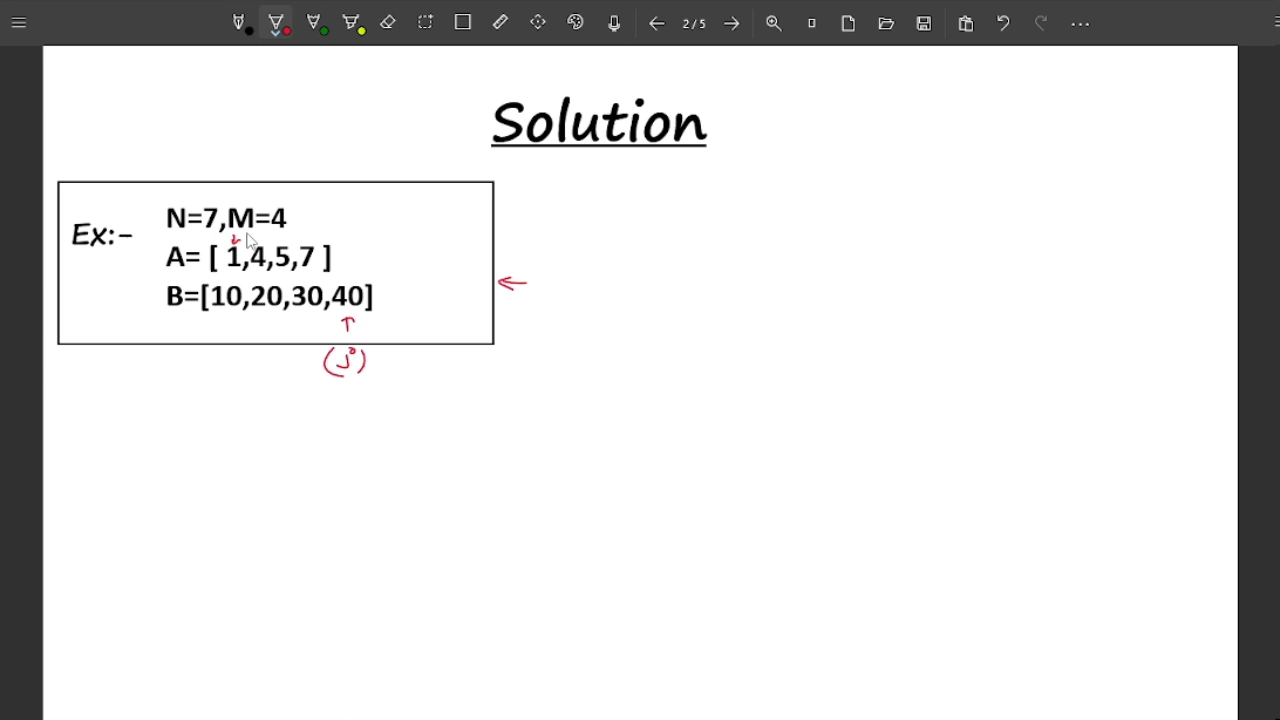 2/5
Solution
Ex:-
N=7,M=4
A= [ 1,4,5,7 ]
B=[10,20,30,40]
(j)